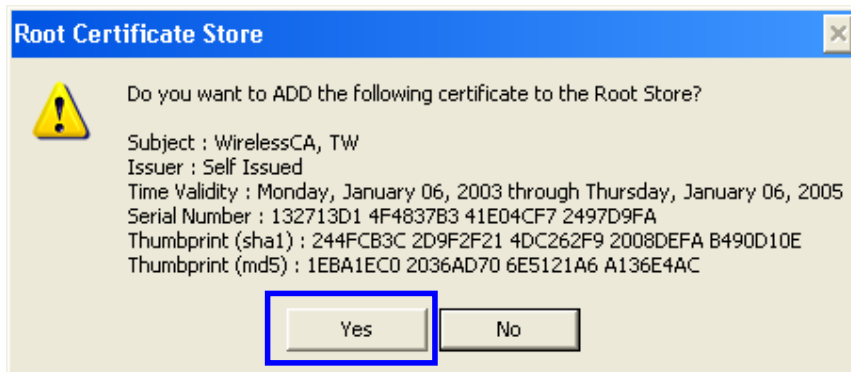 Root Certificate Store
Do you want to ADD the following certificate to the Root Store?
Subject : WirelessCA, TW
Issuer : Self Issued
Time Validity : Monday, January 06, 2003 through Thursday, January 06, 2005
Serial Number : 132713D1 4F4837B3 41E04CF7 2497D9FA
Thumbprint (sha1) : 244FCB3C 2D9F2F21 4DC262F9 2008DEFA B490D10E
Thumbprint (md5) : 1EBA1EC0 2036AD70 6E5121A6 A136E4AC
Yes No